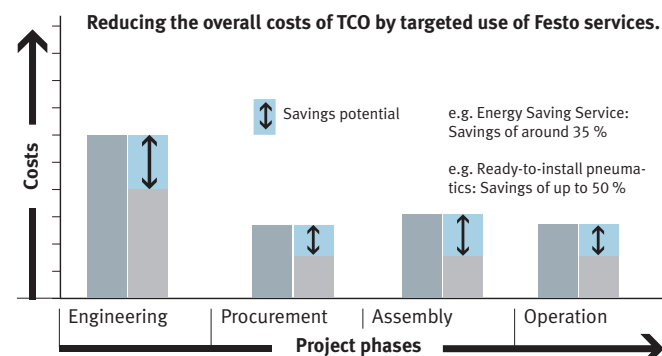 Reducing the overall costs of TCO by targeted use of Festo services.
Savings potential
e.g. Energy Saving Service:
Savings of around 35 %
e.g. Ready-to-install pneuma-
tics: Savings of up to 50 %
Costs
Engineering
Procurement
Assembly
Operation
Project phases